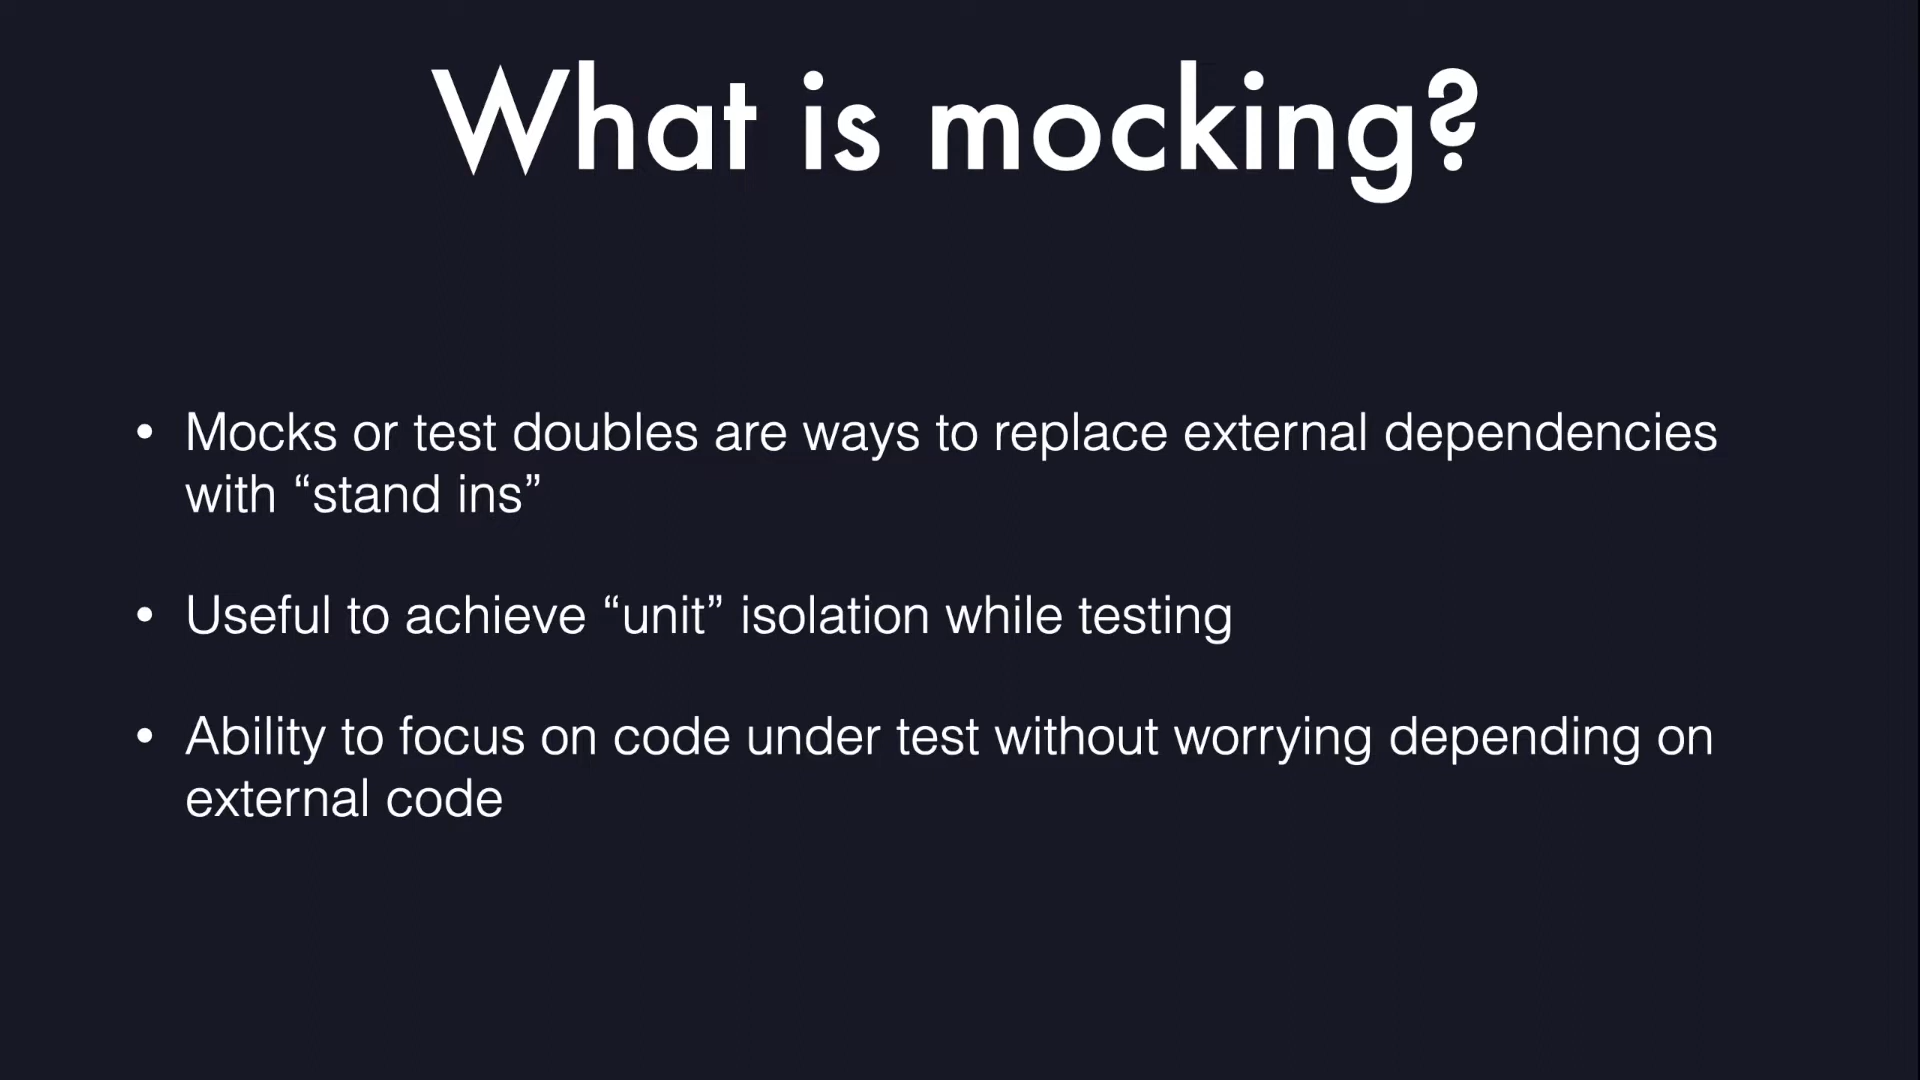 What is mocking?
• Mocks or test doubles are ways to replace external dependencies
with “stand ins”
• Useful to achieve “unit” isolation while testing
• Ability to focus on code under test without worrying depending on
external code